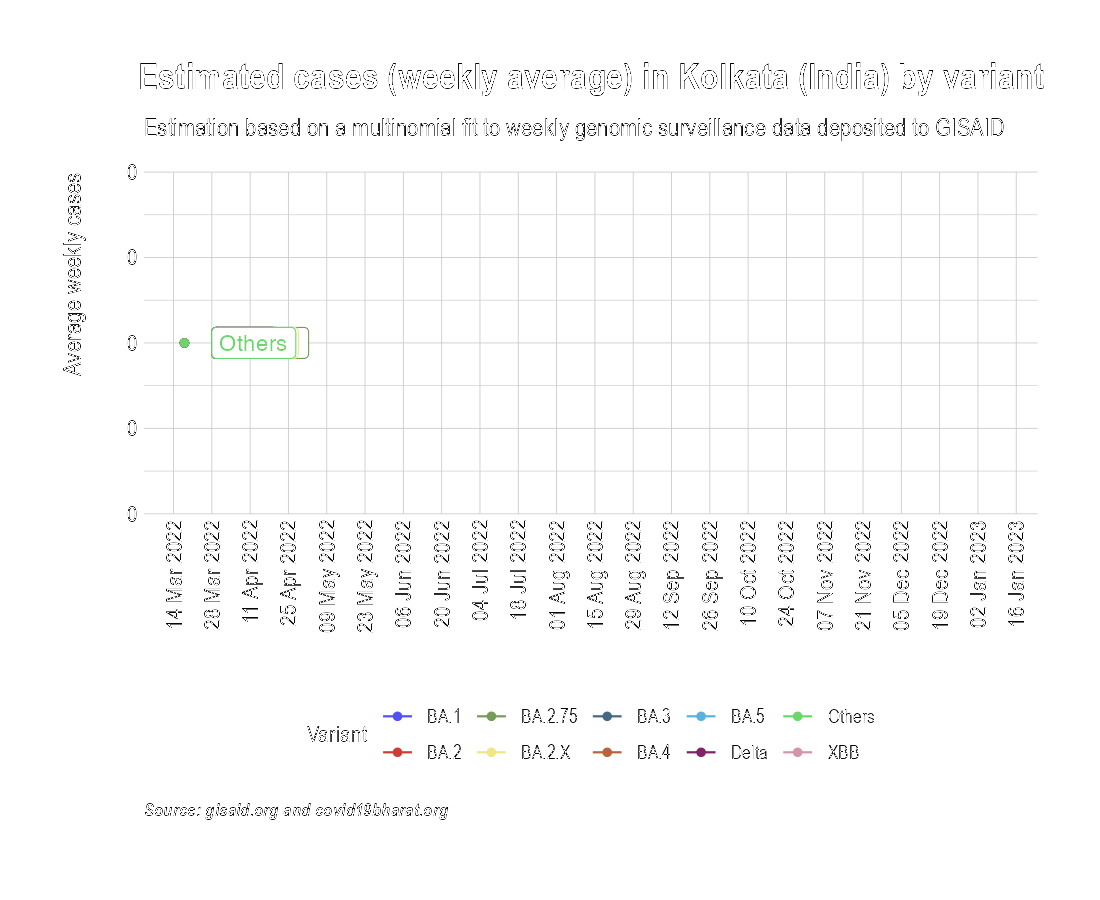 Estimated cases (weekly average) in Kolkata (India) by variant
Estimation based on a multinomial fit to weekly genomic surveillance data deposited to GISAID
Average weekly cases
0
0
0
0
0
Others
14 Mar 2022
28 Mar 2022
11 Apr 2022
25 Apr 2022
09 May 2022
23 May 2022
06 Jun 2022
20 Jun 2022
04 Jul 2022
18 Jul 2022
01 Aug 2022
15 Aug 2022
29 Aug 2022
12 Sep 2022
26 Sep 2022
10 Oct 2022
24 Oct 2022
07 Nov 2022
21 Nov 2022
05 Dec 2022
19 Dec 2022
02 Jan 2023
16 Jan 2023
Variant
BA.1 BA.2.75 BA.3 BA.5 Others
BA.2 BA.2.X BA.4 Delta XBB
Source: gisaid.org and covid19bharat.org